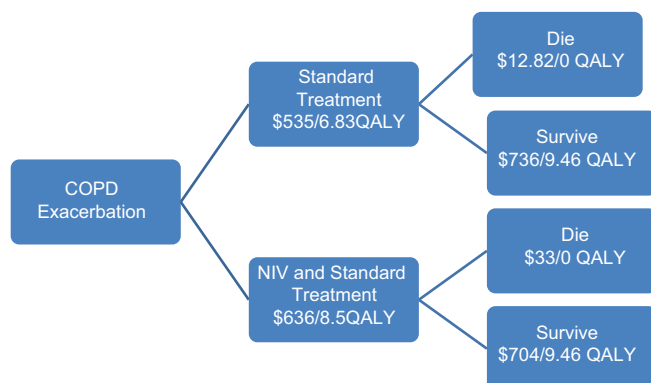 COPD
Exacerbation
Standard
Treatment
$535/6.83QALY
Die
$12.82/0 QALY
Survive
$736/9.46 QALY
NIV and Standard
Treatment
$636/8.5QALY
Die
$33/0 QALY
Survive
$704/9.46 QALY